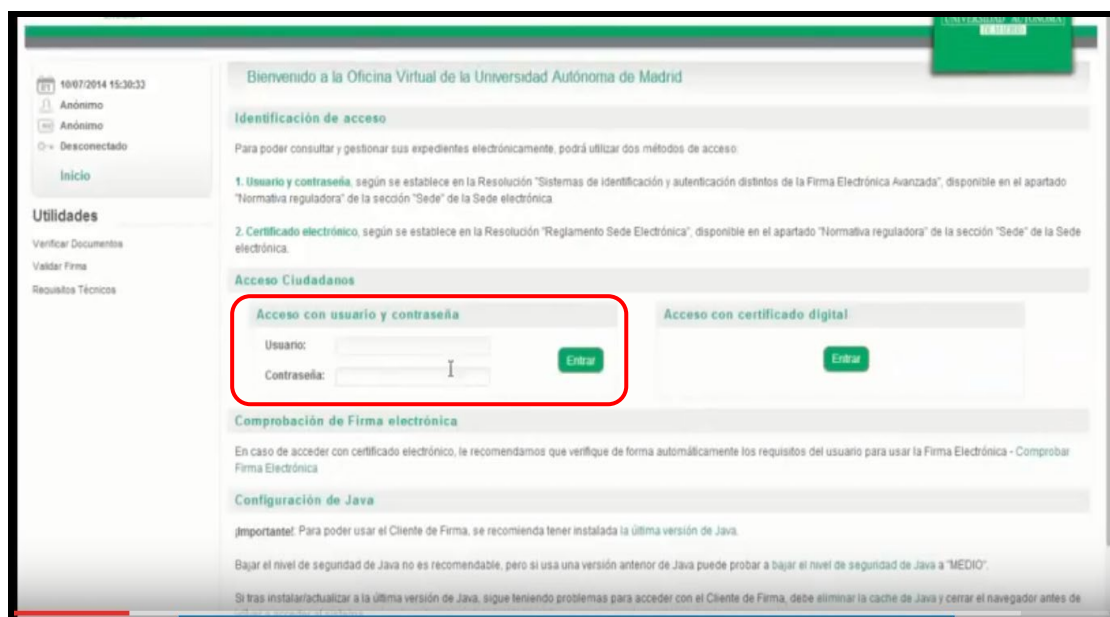 UNIVERSIDAD AUTONOMA
DE MADRID
Bienvenido a la Oficina Virtual de la Universidad Autónoma de Madrid
10/07/2014 15:30:33
Anónimo
Anónimo
Desconectado
Inicio
Utilidades
Verificar Documentos
Validar Firma
Requisitos Técnicos
Identificación de acceso
Para poder consultar y gestionar sus expedientes electrónicamente, podrá utilizar dos métodos de acceso:
1. Usuario y contraseña, según se establece en la Resolución "Sistemas de identificación y autenticación distintos de la Firma Electrónica Avanzada", disponible en el apartado
"Normativa reguladora" de la sección "Sede" de la Sede electrónica.
2. Certificado electrónico, según se establece en la Resolución "Reglamento Sede Electrónica", disponible en el apartado "Normativa reguladora" de la sección "Sede" de la Sede
electrónica.
Acceso Ciudadanos
Acceso con usuario y contraseña
Usuario:
Contraseña:
Entrar
Acceso con certificado digital
Entrar
Comprobación de Firma electrónica
En caso de acceder con certificado electrónico, le recomendamos que verifique de forma automáticamente los requisitos del usuario para usar la Firma Electrónica - Comprobar
Firma Electrónica
Configuración de Java
¡Importante!: Para poder usar el Cliente de Firma, se recomienda tener instalada la última versión de Java.
Bajar el nivel de seguridad de Java no es recomendable, pero si usa una versión anterior de Java puede probar a bajar el nivel de seguridad de Java a "MEDIO".
Si tras instalar/actualizar a la última versión de Java, sigue teniendo problemas para acceder con el Cliente de Firma, debe eliminar la cache de Java y cerrar el navegador antes de
volver a acceder al sistema